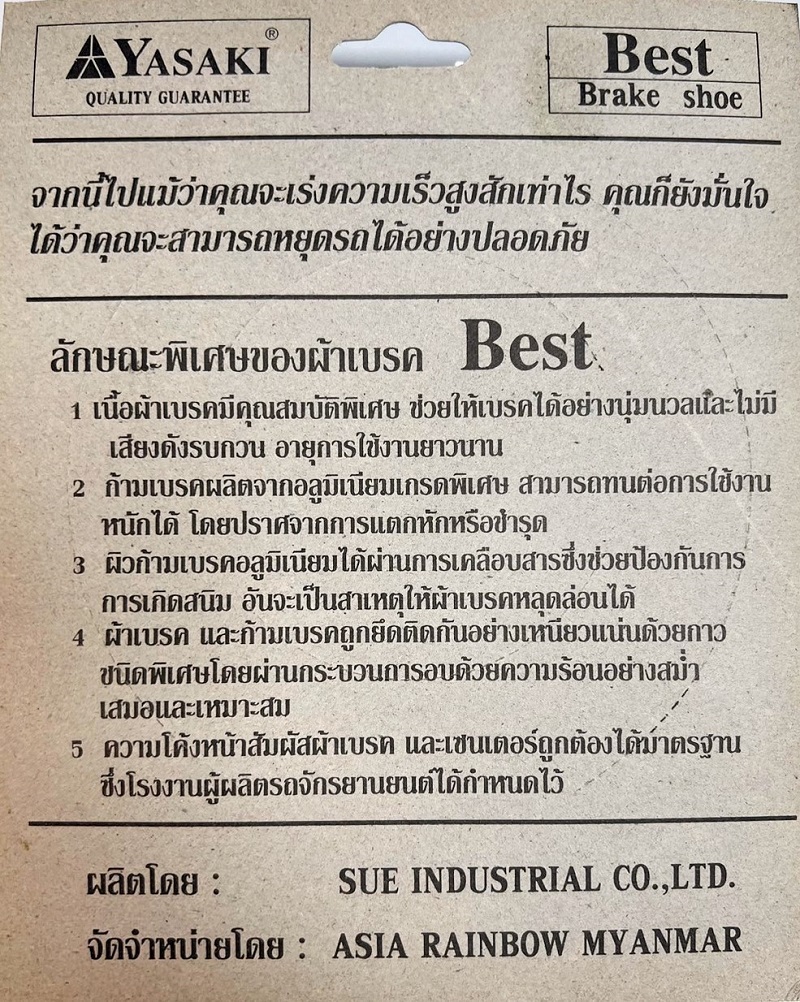 YASAKI®
QUALITY GUARANTEE
Best
Brake shoe
จากนี้ไปแม้ว่าคุณจะเร่งความเร็วสูงสักเท่าไร คุณก็ยังมั่นใจ
ได้ว่าคุณจะสามารถหยุดรถได้อย่างปลอดภัย
ลักษณะพิเศษของผ้าเบรค Best
1 เนื้อผ้าเบรคมีคุณสมบัติพิเศษ ช่วยให้เบรคได้อย่างนุ่มนวลและไม่มี
เสียงดังรบกวน อายุการใช้งานยาวนาน
2 ก้ามเบรคผลิตจากอลูมิเนียมเกรดพิเศษ สามารถทนต่อการใช้งาน
หนักได้ โดยปราศจากการแตกหักหรือชำรุด
3 ผิวก้ามเบรคอลูมิเนียมได้ผ่านการเคลือบสารซึ่งช่วยป้องกันการ
การเกิดสนิม อันจะเป็นสาเหตุให้ผ้าเบรคหลุดล่อนได้
4 ผ้าเบรค และก้ามเบรคถูกยึดติดกันอย่างเหนียวแน่นด้วยกาว
ชนิดพิเศษโดยผ่านกระบวนการอบด้วยความร้อนอย่างสม่ำ
เสมอและเหมาะสม
5 ความโค้งหน้าสัมผัสผ้าเบรค และเซนเตอร์ถูกต้องได้มาตรฐาน
ซึ่งโรงงานผู้ผลิตรถจักรยานยนต์ได้กำหนดไว้
ผลิตโดย : SUE INDUSTRIAL CO.,LTD.
จัดจำหน่ายโดย : ASIA RAINBOW MYANMAR